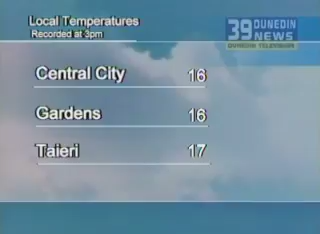 Local Temperatures
Recorded at 3pm
39 DUNEDIN NEWS
DUNEDIN TELEVISION
Central City 16
Gardens 16
Taieri 17